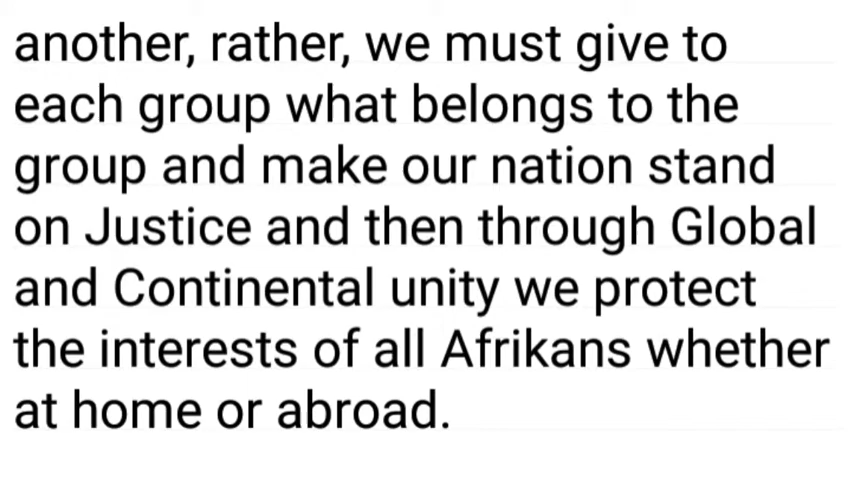 another, rather, we must give to
each group what belongs to the
group and make our nation stand
on Justice and then through Global
and Continental unity we protect
the interests of all Afrikans whether
at home or abroad.